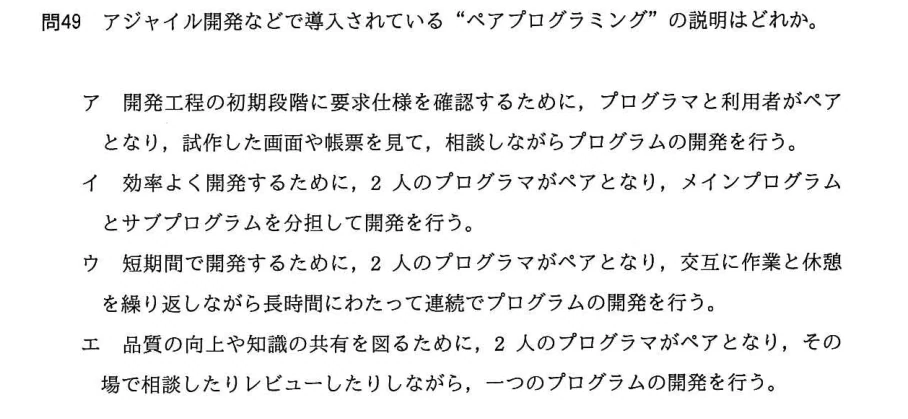 問49 アジャイル開発などで導入されている“ペアプログラミング”の説明はどれか。
ア 開発工程の初期段階に要求仕様を確認するために，プログラマと利用者がペア
となり，試作した画面や帳票を見て，相談しながらプログラムの開発を行う。
イ 効率よく開発するために，2 人のプログラマがペアとなり，メインプログラム
とサブプログラムを分担して開発を行う。
ウ 短期間で開発するために，2 人のプログラマがペアとなり，交互に作業と休憩
を繰り返しながら長時間にわたって連続でプログラムの開発を行う。
エ 品質の向上や知識の共有を図るために，2 人のプログラマがペアとなり，その
場で相談したりレビューしたりしながら，一つのプログラムの開発を行う。